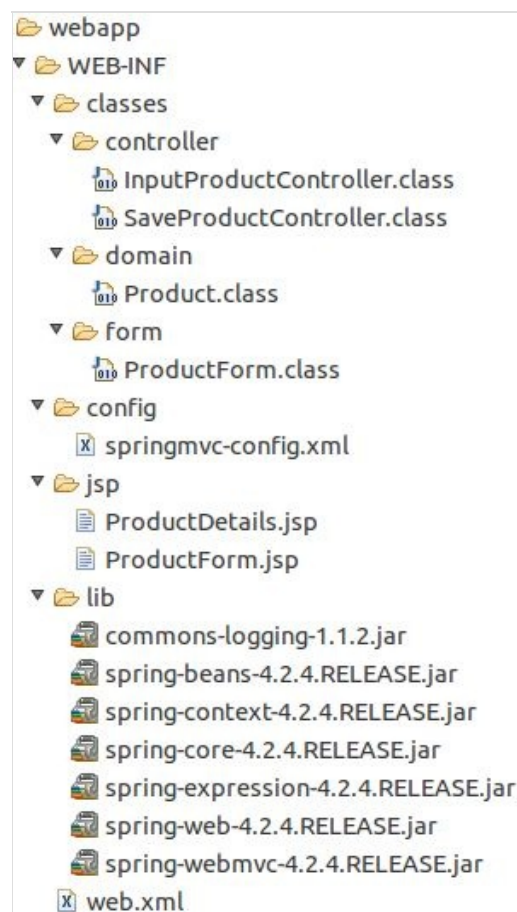 webapp
WEB-INF
classes
controller
InputProductController.class
SaveProductController.class
domain
Product.class
form
ProductForm.class
config
springmvc-config.xml
jsp
ProductDetails.jsp
ProductForm.jsp
lib
commons-logging-1.1.2.jar
spring-beans-4.2.4.RELEASE.jar
spring-context-4.2.4.RELEASE.jar
spring-core-4.2.4.RELEASE.jar
spring-expression-4.2.4.RELEASE.jar
spring-web-4.2.4.RELEASE.jar
spring-webmvc-4.2.4.RELEASE.jar
web.xml